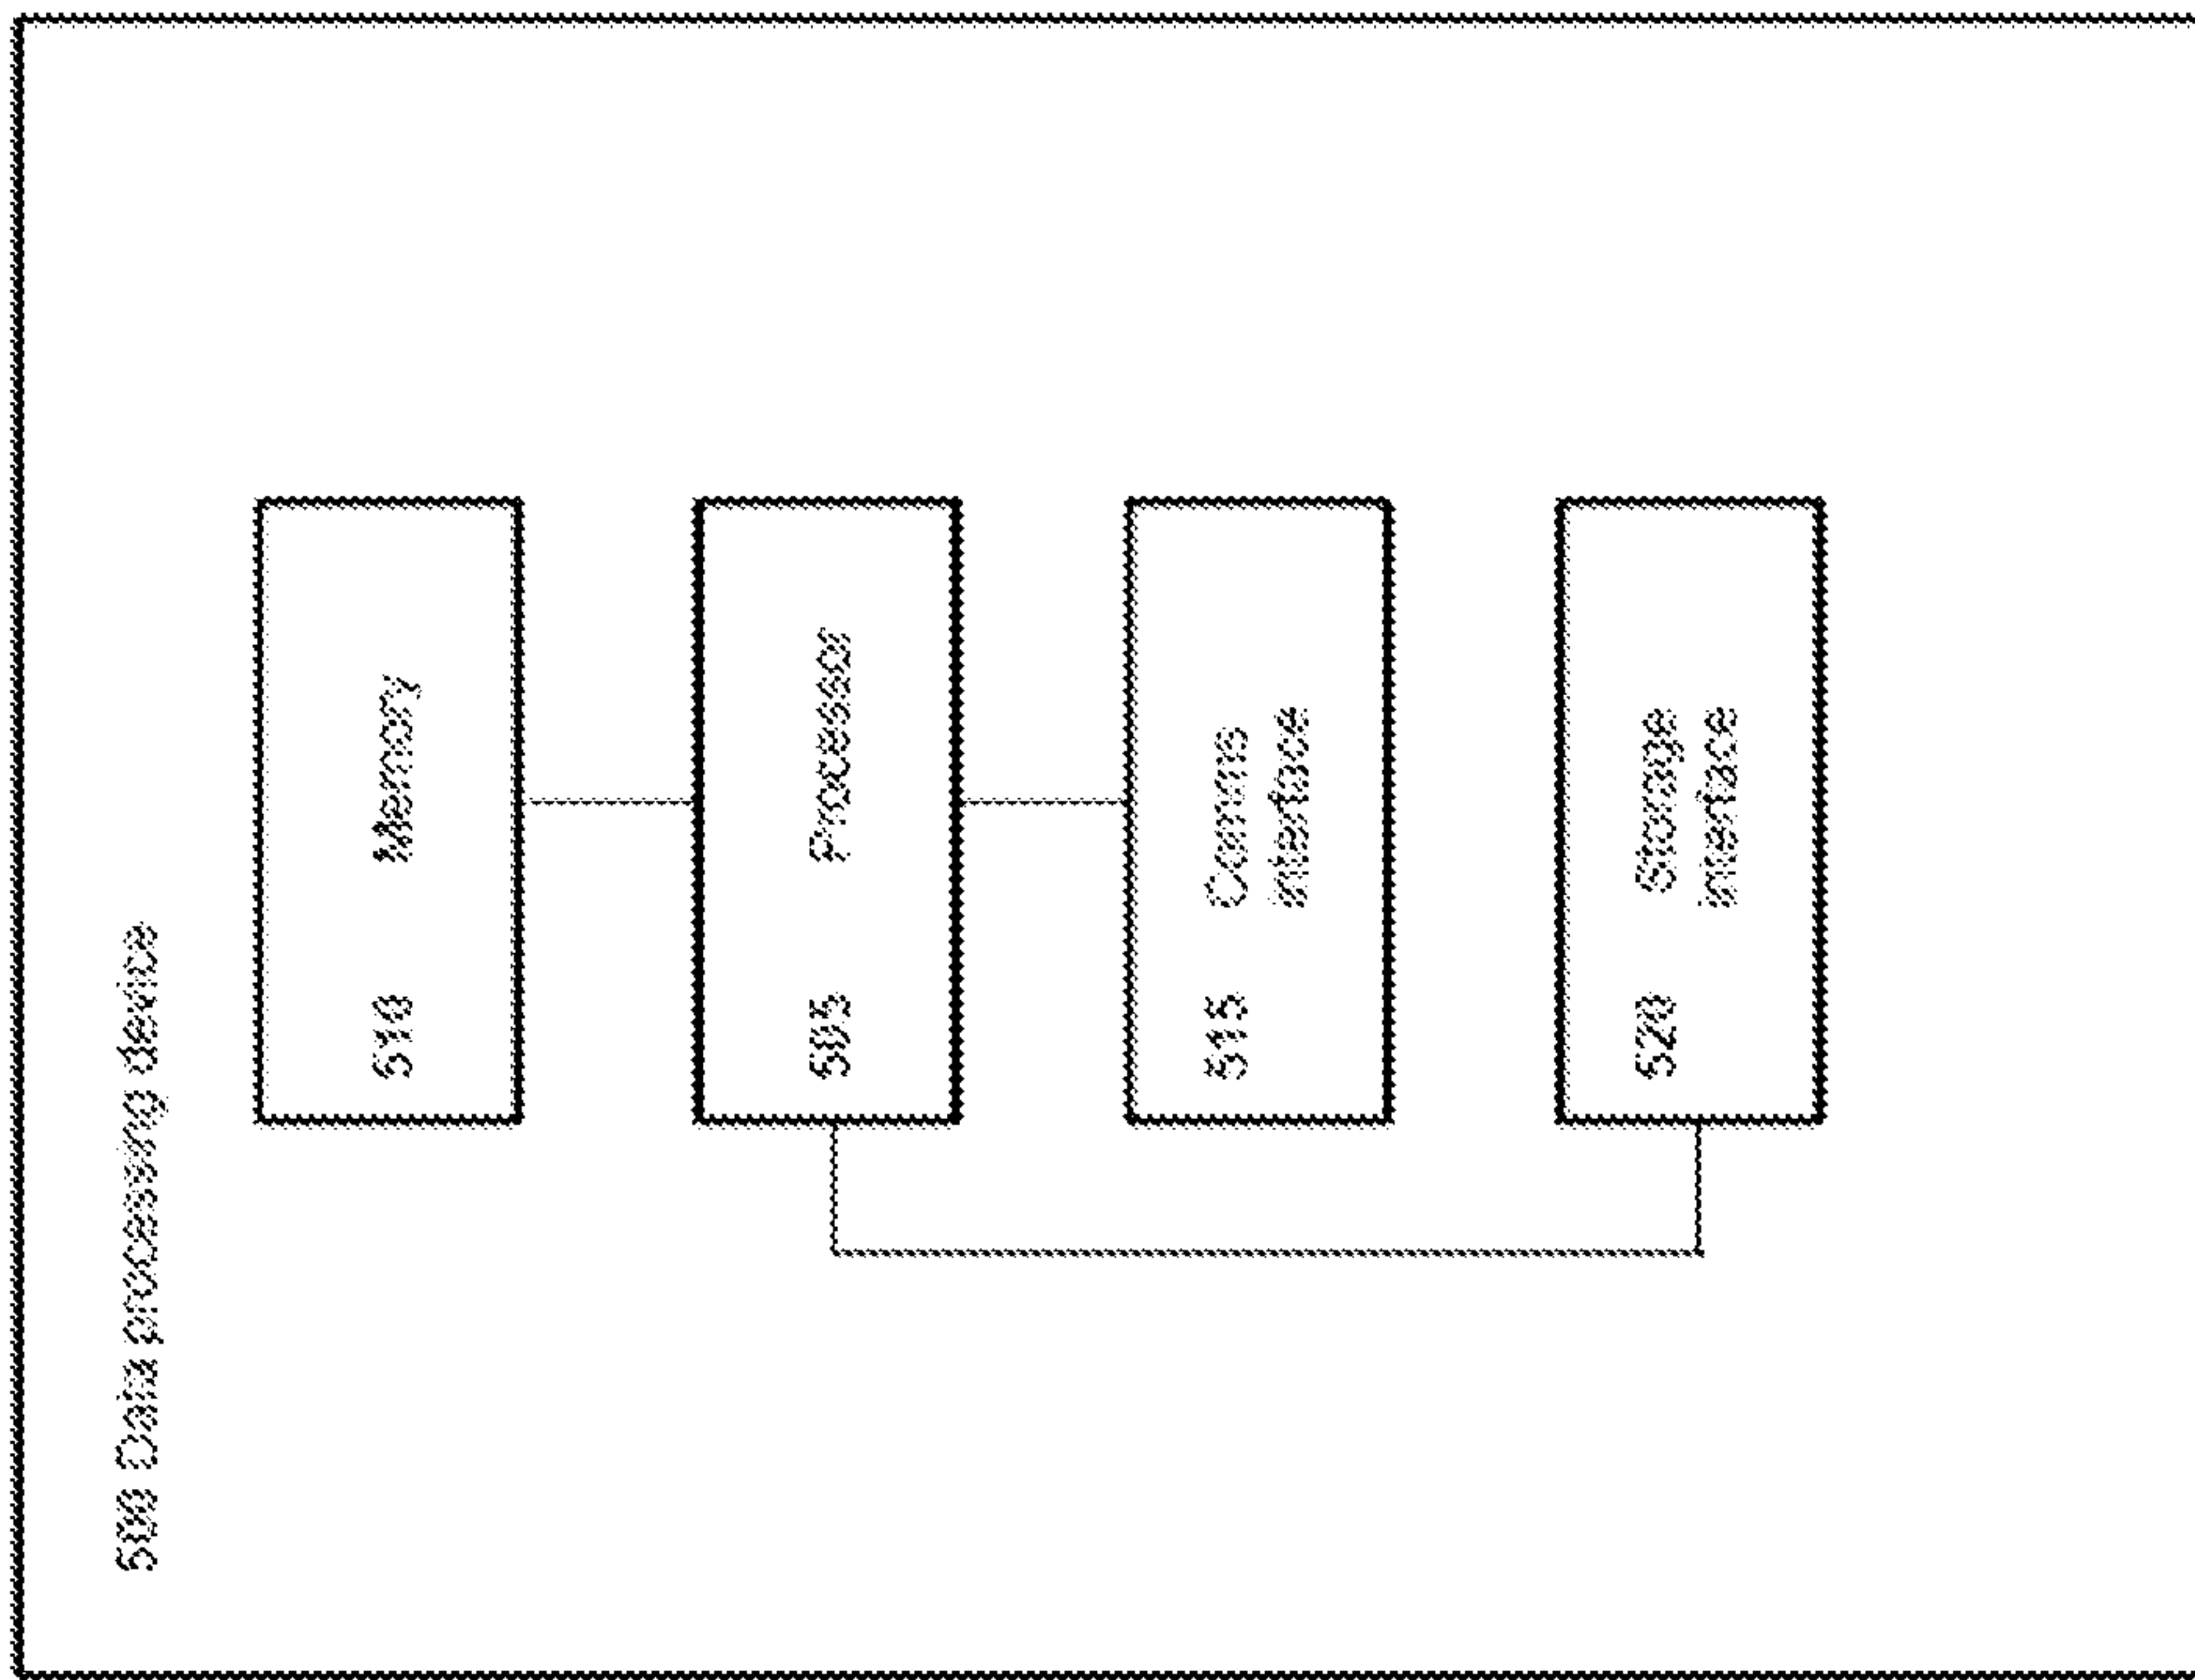 500 Data processing device
510 Memory
505 Processor
515 Comms
interface
520 Storage
interface